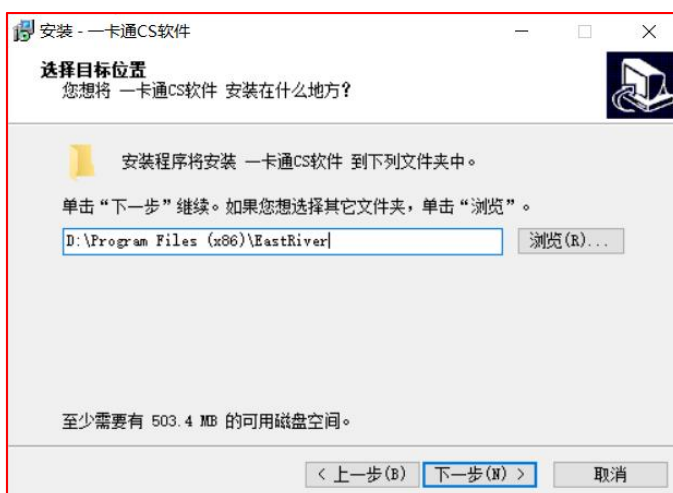 安装 - 一卡通CS软件
选择目标位置
您想将 一卡通CS软件 安装在什么地方?
安装程序将安装 一卡通CS软件 到下列文件夹中。
单击“下一步”继续。如果您想选择其它文件夹，单击“浏览”。
D:\Program Files (x86)\EastRiver
浏览(R)...
至少需要有 503.4 MB 的可用磁盘空间。
< 上一步(B)
下一步(N) >
取消